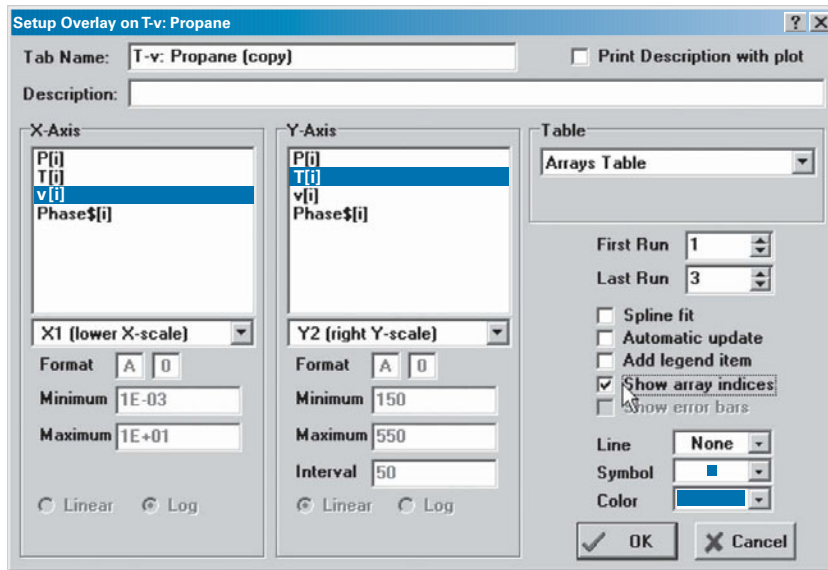 Setup Overlay on T-v: Propane
Tab Name: T-v: Propane (copy)
Print Description with plot
Description:
X-Axis
P[i]
T[i]
v[i]
Phase$[i]
X1 (lower X-scale)
Format A 0
Minimum 1E-03
Maximum 1E+01
Linear Log
Y-Axis
P[i]
T[i]
v[i]
Phase$[i]
Y2 (right Y-scale)
Format A 0
Minimum 150
Maximum 550
Interval 50
Linear Log
Table
Arrays Table
First Run 1
Last Run 3
Spline fit
Automatic update
Add legend item
Show array indices
Show error bars
Line None
Symbol
Color
OK Cancel